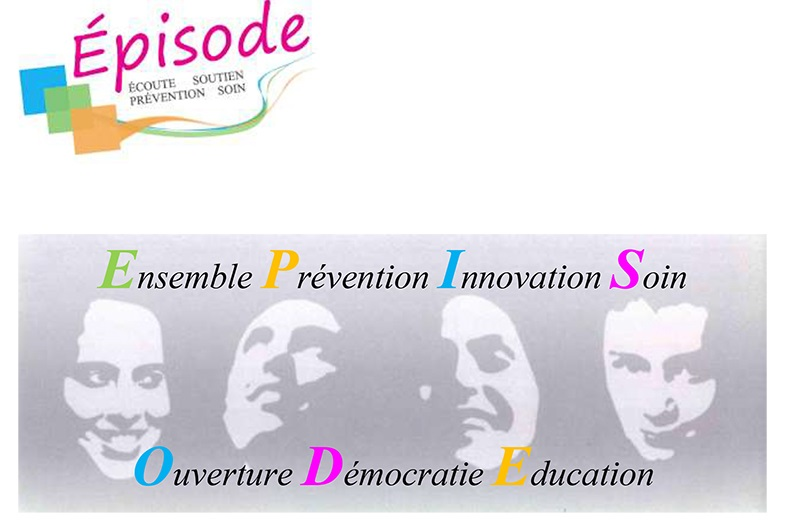 Épisode
ÉCOUTE SOUTIEN
PRÉVENTION SOIN
Ensemble Prévention Innovation Soin
Ouverture Démocratie Education